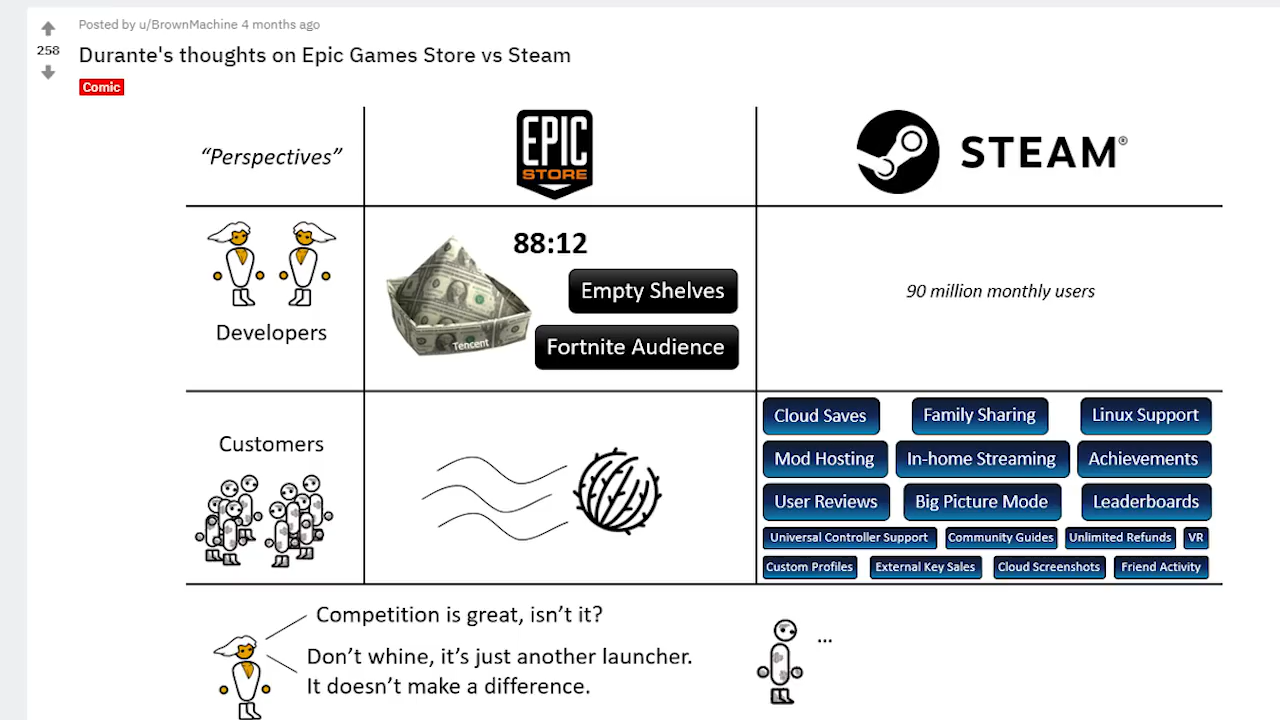 Posted by u/BrownMachine 4 months ago
258
Durante's thoughts on Epic Games Store vs Steam
Comic
“Perspectives”
EPIC
STORE
STEAM®
Developers
88:12
Empty Shelves
Fortnite Audience
Tencent
90 million monthly users
Customers
Cloud Saves
Family Sharing
Linux Support
Mod Hosting
In-home Streaming
Achievements
User Reviews
Big Picture Mode
Leaderboards
Universal Controller Support
Community Guides
Unlimited Refunds
VR
Custom Profiles
External Key Sales
Cloud Screenshots
Friend Activity
Competition is great, isn’t it?
Don’t whine, it’s just another launcher.
It doesn’t make a difference.
...